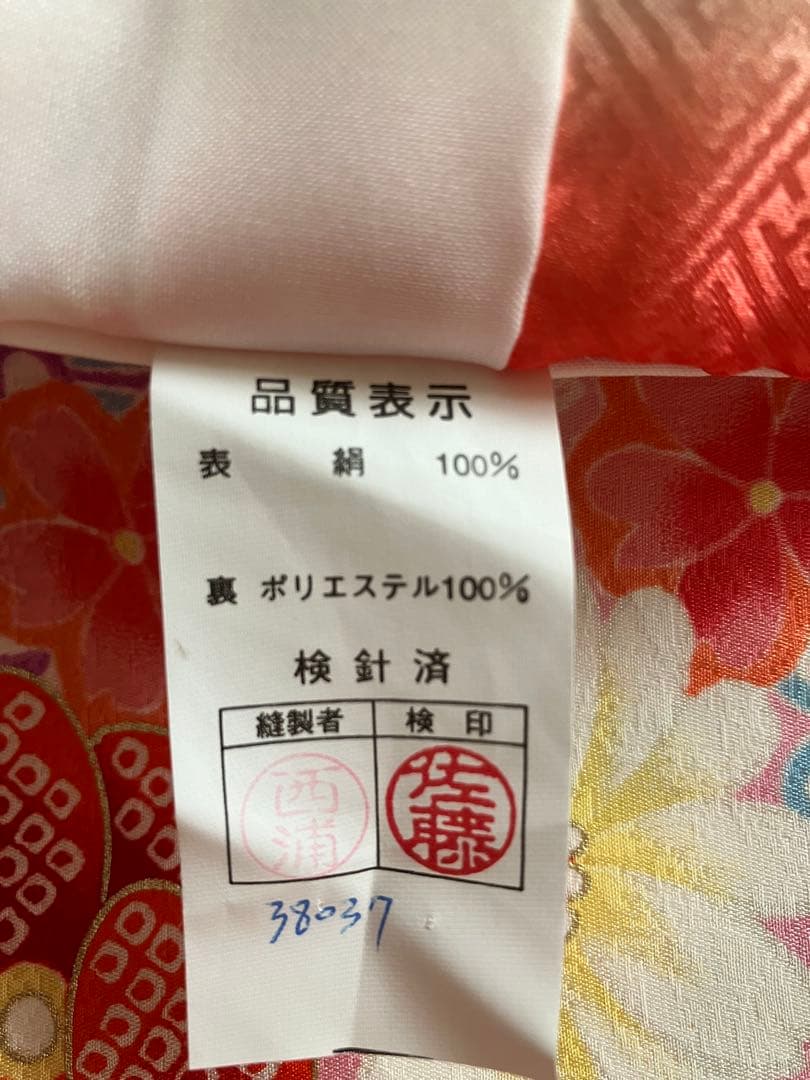 品質表示
表 絹 100%
裏 ポリエステル100%
検針済
縫製者 検印
西浦 佐藤
38037